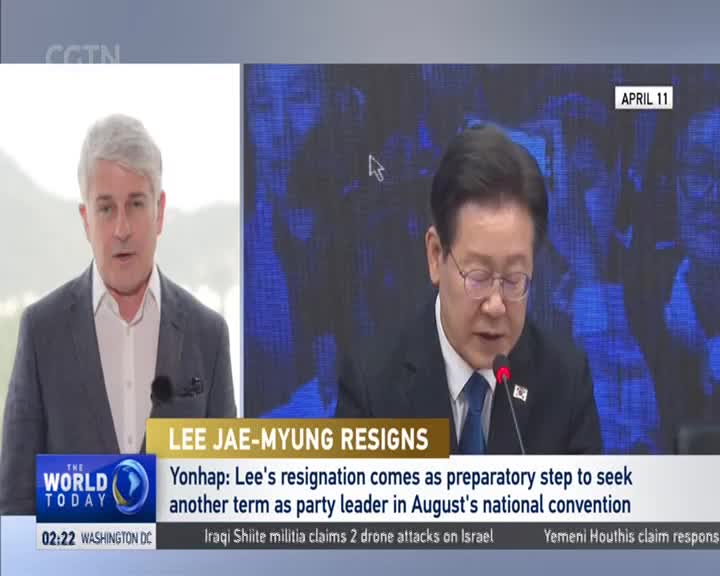 CGTN
APRIL 11
LEE JAE-MYUNG RESIGNS
THE
WORLD
TODAY
Yonhap: Lee's resignation comes as preparatory step to seek
another term as party leader in August's national convention
02:22 WASHINGTON DC
Iraqi Shiite militia claims 2 drone attacks on Israel
Yemeni Houthis claim respons